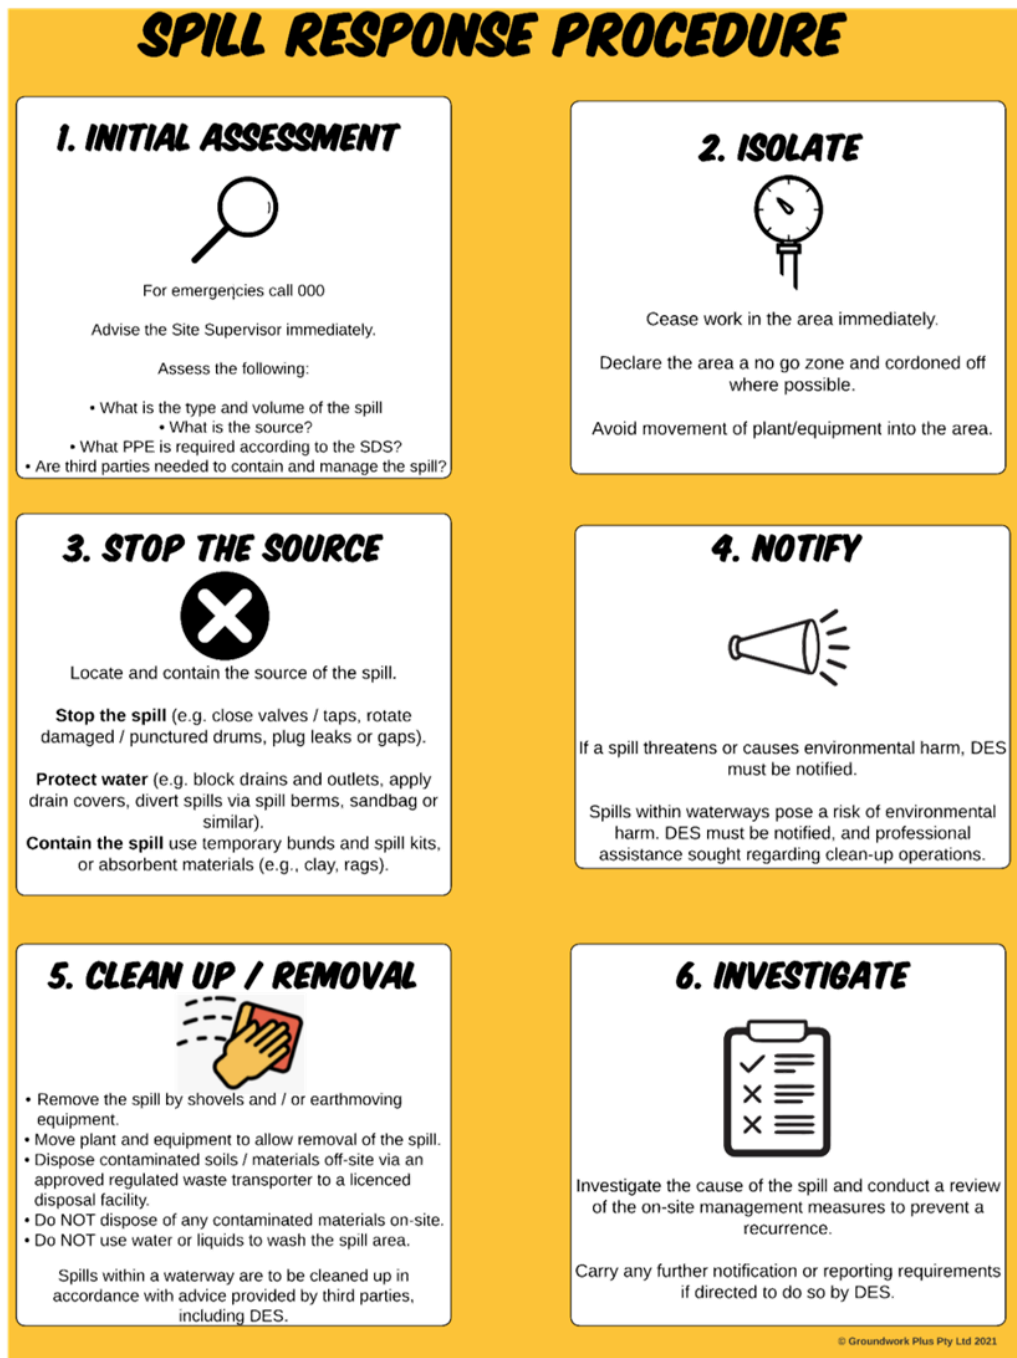 SPILL RESPONSE PROCEDURE
1. INITIAL ASSESSMENT
For emergencies call 000
Advise the Site Supervisor immediately.
Assess the following:
• What is the type and volume of the spill
• What is the source?
• What PPE is required according to the SDS?
• Are third parties needed to contain and manage the spill?
2. ISOLATE
Cease work in the area immediately.
Declare the area a no go zone and cordoned off
where possible.
Avoid movement of plant/equipment into the area.
3. STOP THE SOURCE
Locate and contain the source of the spill.
Stop the spill (e.g. close valves / taps, rotate
damaged / punctured drums, plug leaks or gaps).
Protect water (e.g. block drains and outlets, apply
drain covers, divert spills via spill berms, sandbag or
similar).
Contain the spill use temporary bunds and spill kits,
or absorbent materials (e.g., clay, rags).
4. NOTIFY
If a spill threatens or causes environmental harm, DES
must be notified.
Spills within waterways pose a risk of environmental
harm. DES must be notified, and professional
assistance sought regarding clean-up operations.
5. CLEAN UP / REMOVAL
• Remove the spill by shovels and / or earthmoving
equipment.
• Move plant and equipment to allow removal of the spill.
• Dispose contaminated soils / materials off-site via an
approved regulated waste transporter to a licenced
disposal facility.
• Do NOT dispose of any contaminated materials on-site.
• Do NOT use water or liquids to wash the spill area.
Spills within a waterway are to be cleaned up in
accordance with advice provided by third parties,
including DES.
6. INVESTIGATE
Investigate the cause of the spill and conduct a review
of the on-site management measures to prevent a
recurrence.
Carry any further notification or reporting requirements
if directed to do so by DES.
© Groundwork Plus Pty Ltd 2021